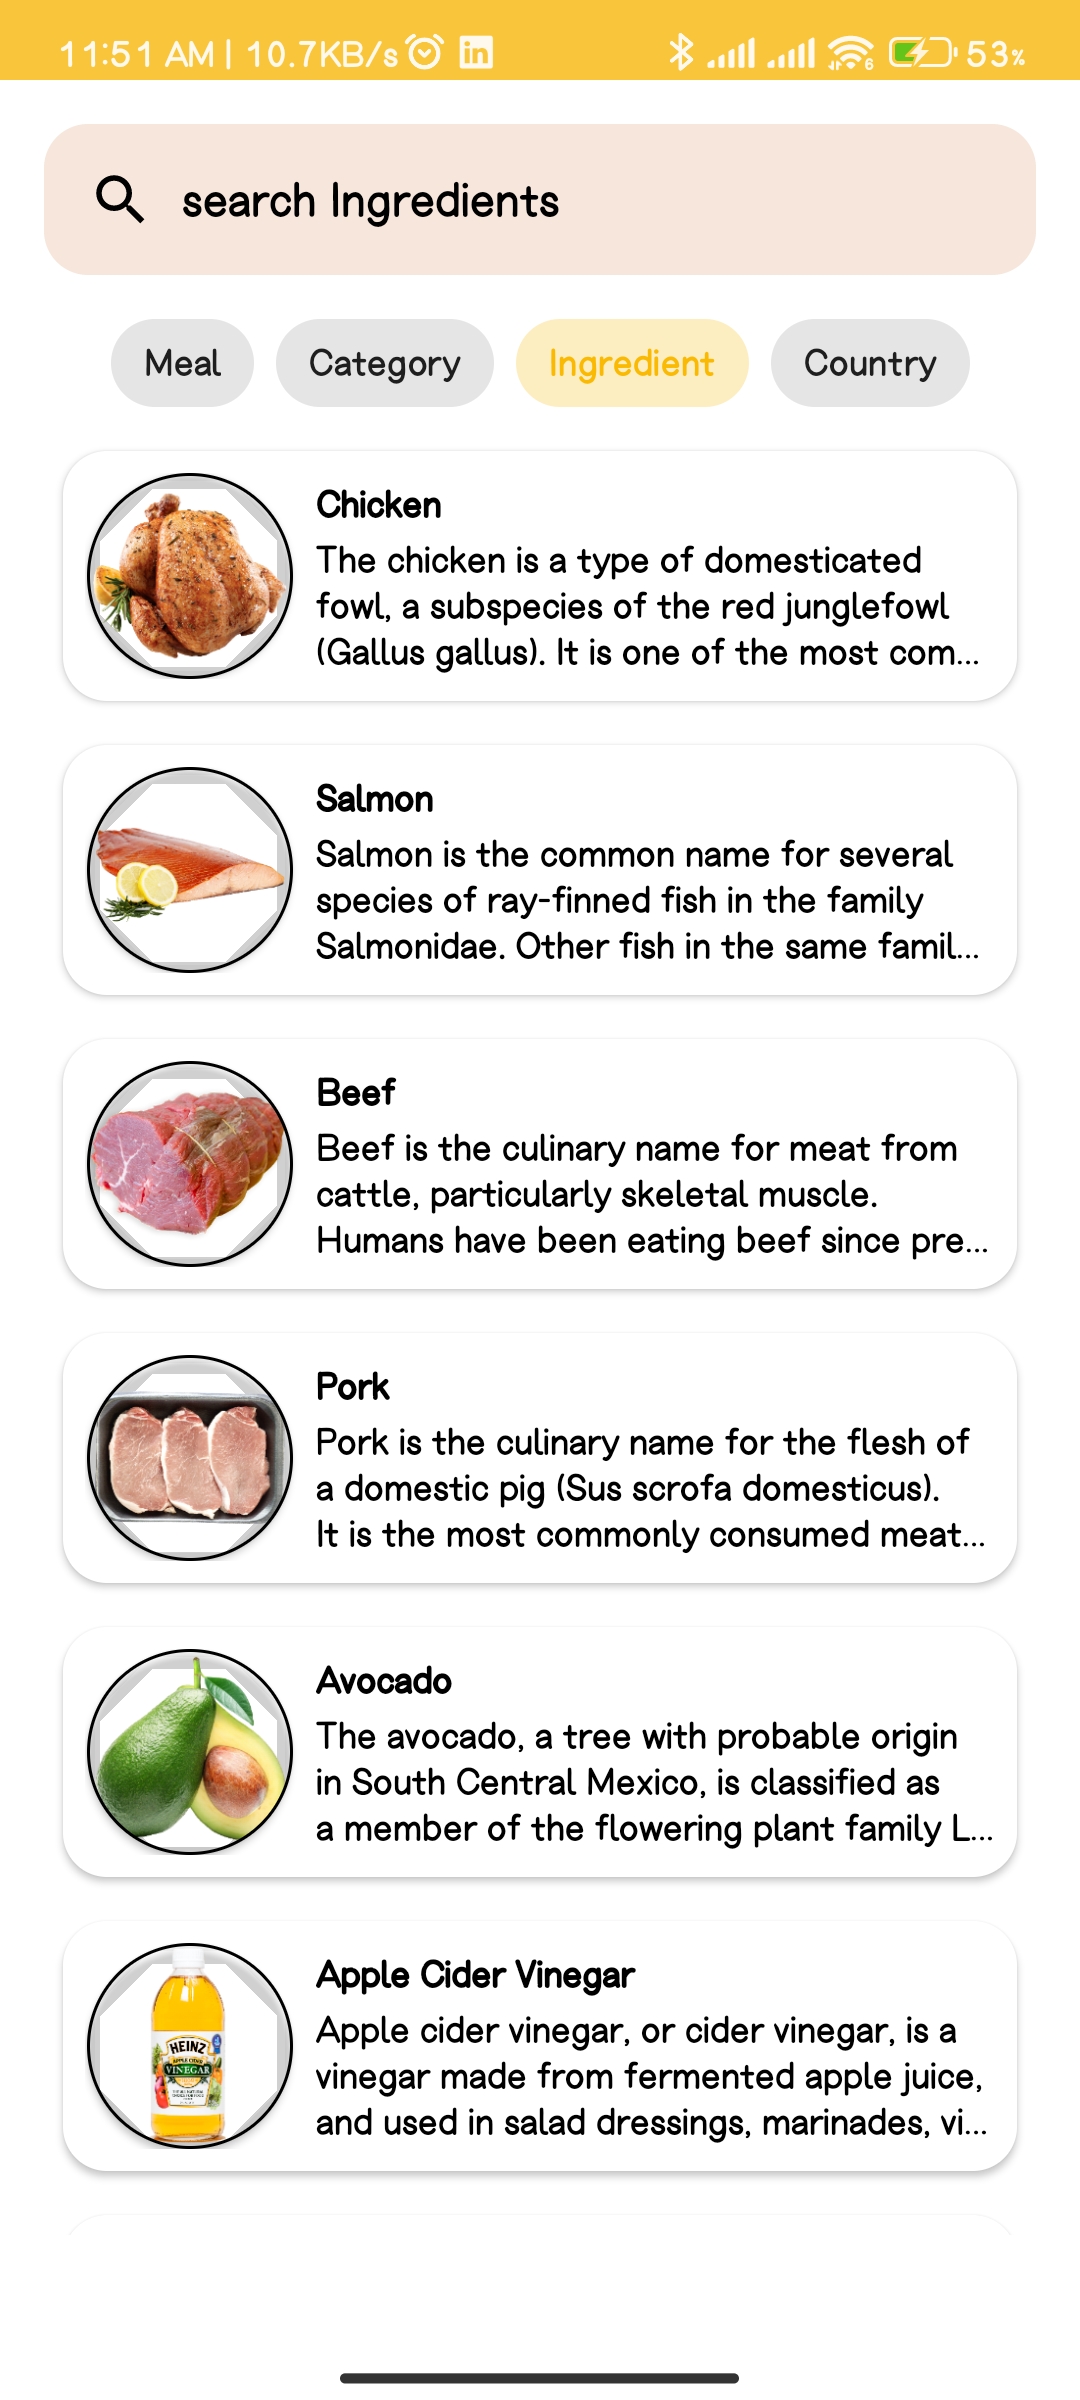 11:51 AM | 10.7KB/s in 6 53%
search Ingredients
Meal Category Ingredient Country
Chicken
The chicken is a type of domesticated
fowl, a subspecies of the red junglefowl
(Gallus gallus). It is one of the most com...
Salmon
Salmon is the common name for several
species of ray-finned fish in the family
Salmonidae. Other fish in the same famil...
Beef
Beef is the culinary name for meat from
cattle, particularly skeletal muscle.
Humans have been eating beef since pre...
Pork
Pork is the culinary name for the flesh of
a domestic pig (Sus scrofa domesticus).
It is the most commonly consumed meat...
Avocado
The avocado, a tree with probable origin
in South Central Mexico, is classified as
a member of the flowering plant family L...
HEINZ
APPLE CIDER
VINEGAR
Apple Cider Vinegar
Apple cider vinegar, or cider vinegar, is a
vinegar made from fermented apple juice,
and used in salad dressings, marinades, vi...